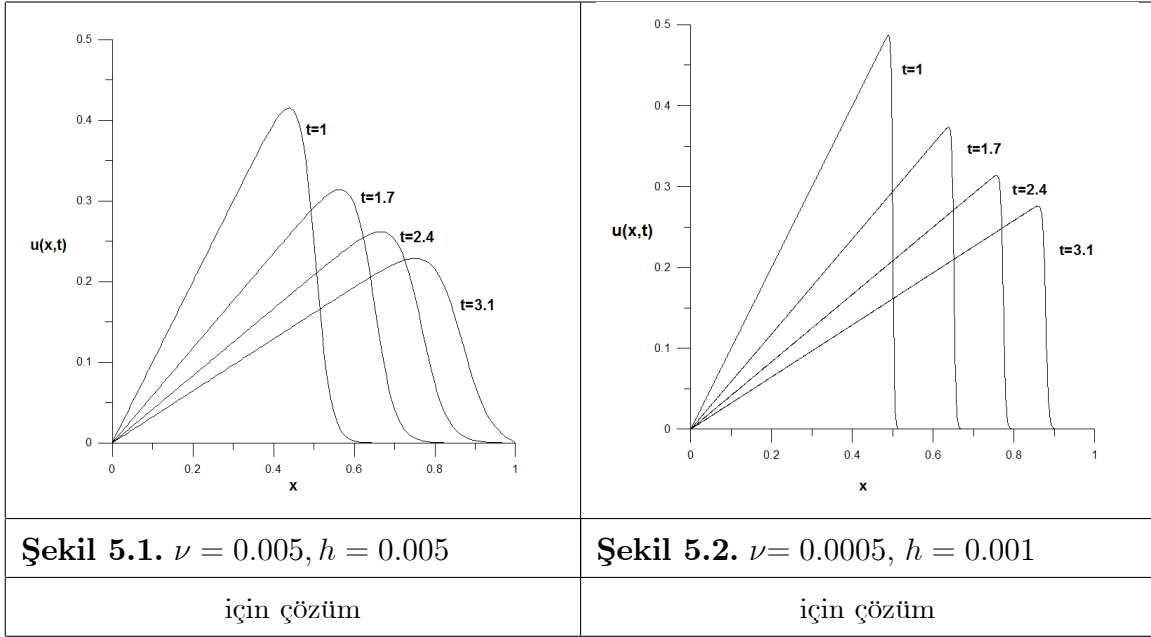 0.5
0.4
0.3
0.2
0.1
0
u(x,t)
t=1
t=1.7
t=2.4
t=3.1
0
0.2
0.4
0.6
0.8
1
x
0.5
0.4
0.3
0.2
0.1
0
u(x,t)
t=1
t=1.7
t=2.4
t=3.1
0
0.2
0.4
0.6
0.8
1
x
Şekil 5.1. ν = 0.005, h = 0.005
Şekil 5.2. ν= 0.0005, h = 0.001
için çözüm
için çözüm